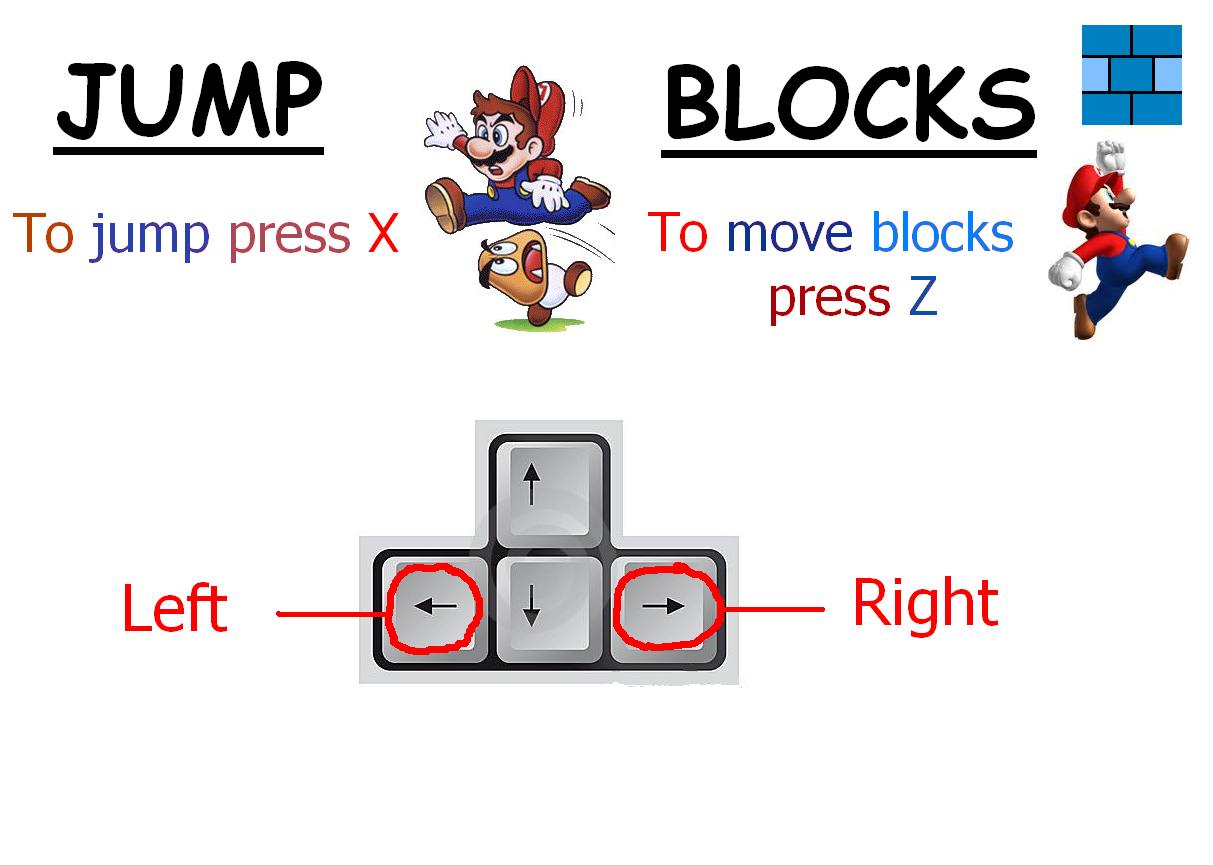 JUMP
To jump press X
BLOCKS
To move blocks
press Z
Left
Right